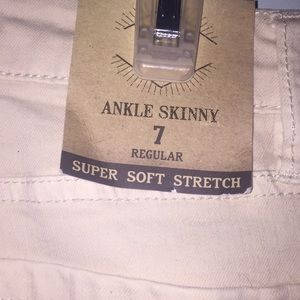 ANKLE SKINNY
7
REGULAR
SUPER SOFT STRETCH